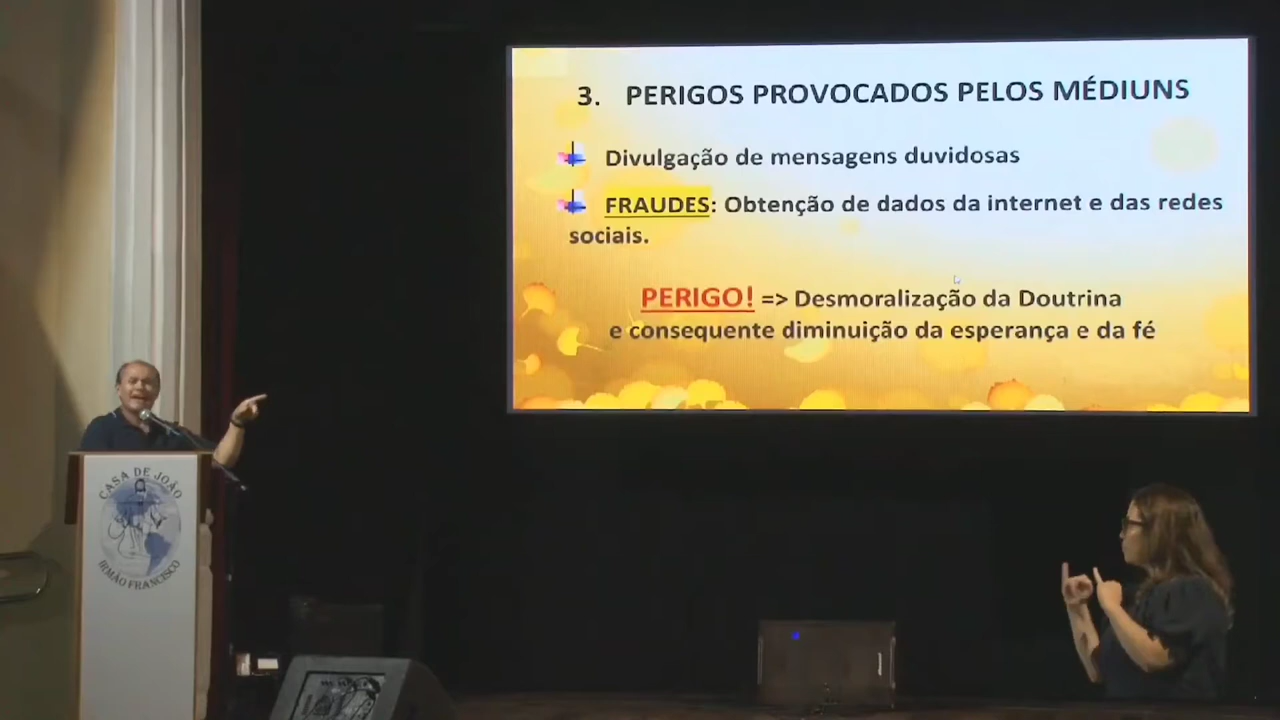 3. PERIGOS PROVOCADOS PELOS MÉDIUNS
Divulgação de mensagens duvidosas
FRAUDES: Obtenção de dados da internet e das redes
sociais.
PERIGO! => Desmoralização da Doutrina
e consequente diminuição da esperança e da fé
CASA DE JOÃO
IRMÃO FRANCISCO